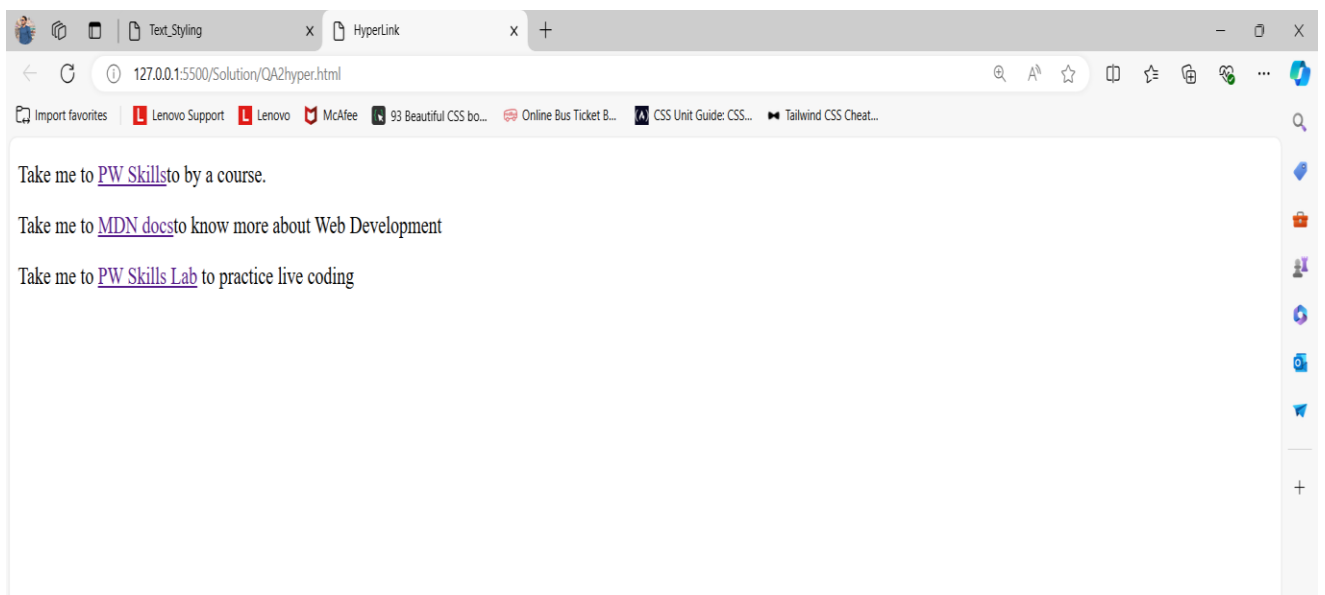 Text_Styling
HyperLink
127.0.0.1:5500/Solution/QA2hyper.html
Import favorites L Lenovo Support L Lenovo McAfee 93 Beautiful CSS bo... Online Bus Ticket B... CSS Unit Guide: CSS... Tailwind CSS Cheat...
Take me to PW Skillsto by a course.
Take me to MDN docsto know more about Web Development
Take me to PW Skills Lab to practice live coding